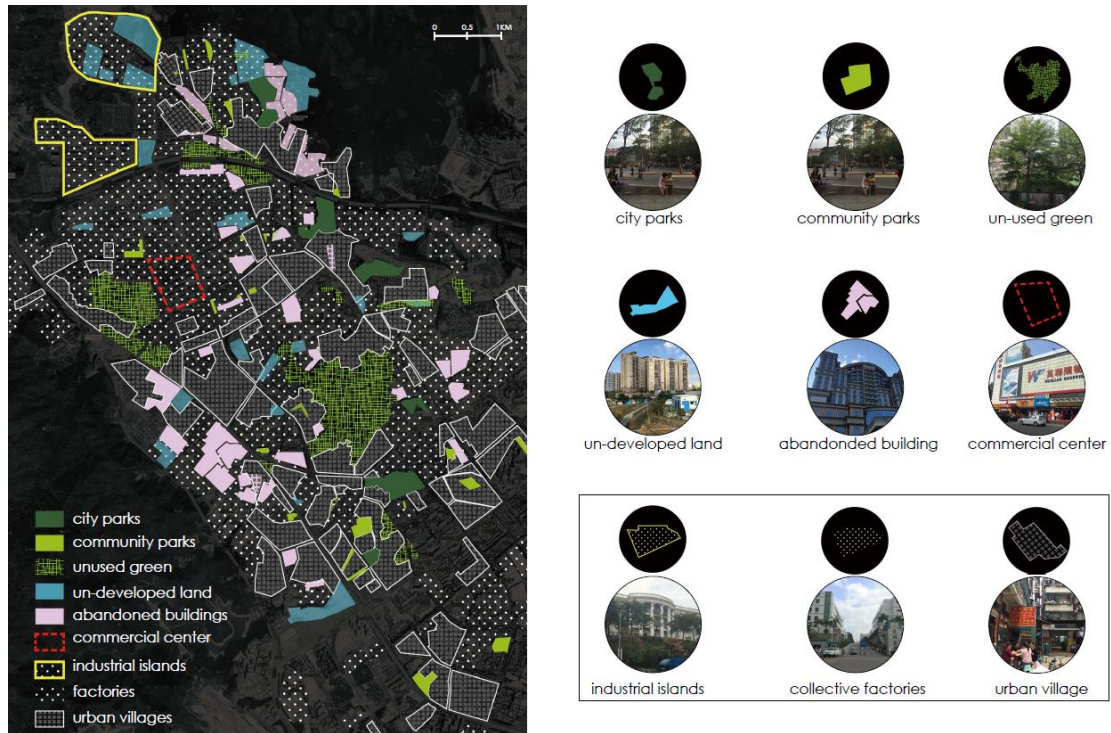 0 0.5 1KM
city parks
community parks
unused green
un-developed land
abandoned buildings
commercial center
industrial islands
factories
urban villages
city parks
community parks
un-used green
un-developed land
abandonded building
commercial center
industrial islands
collective factories
urban village